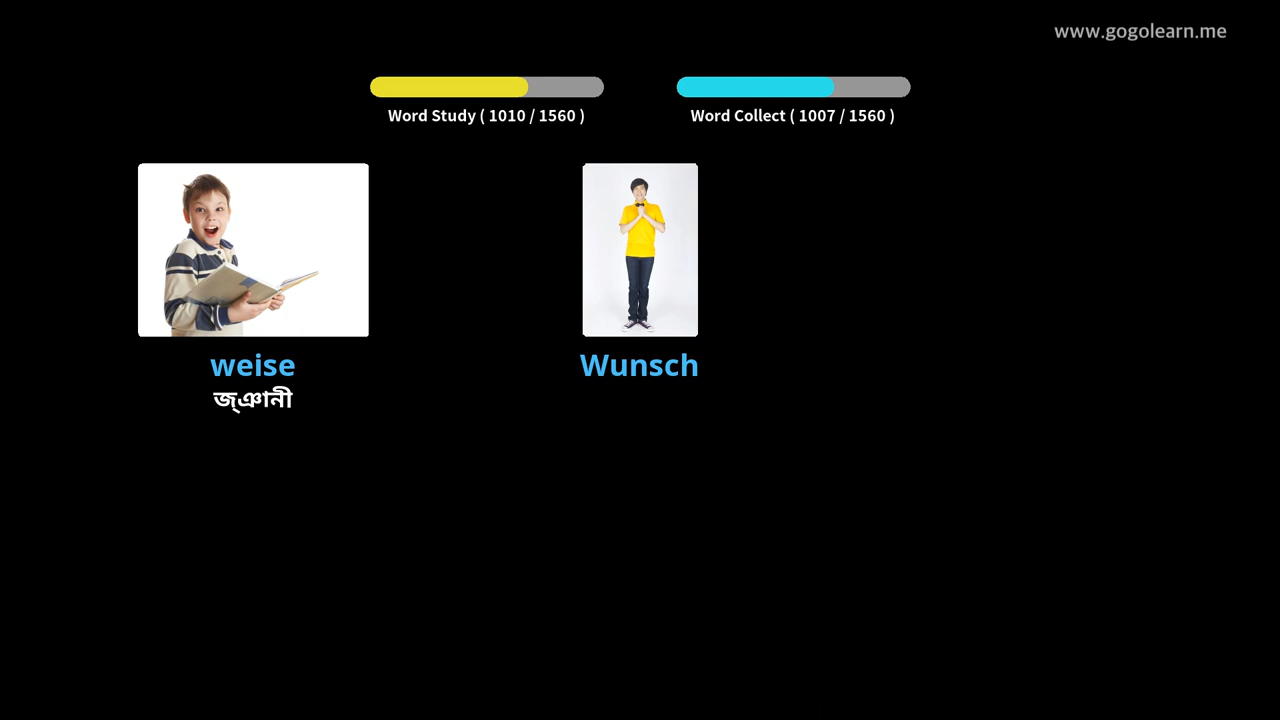 www.gogolearn.me
Word Study ( 1010 / 1560 )
Word Collect ( 1007 / 1560 )
weise
জ্ঞানী
Wunsch